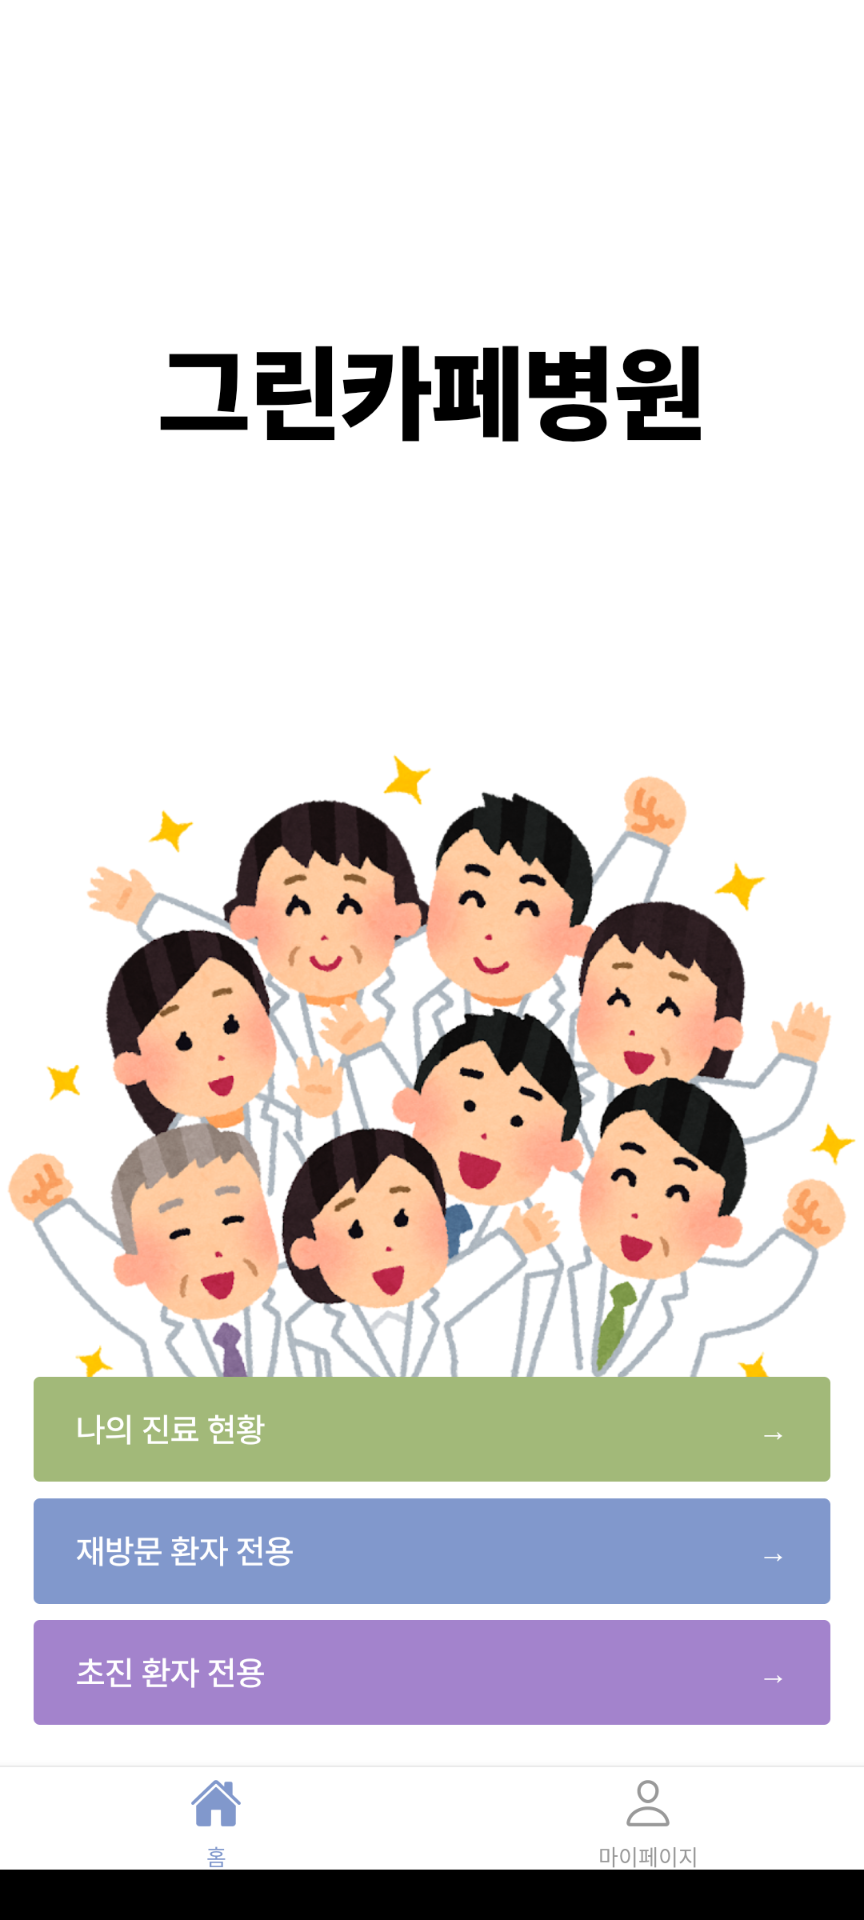 그린카페병원
나의 진료 현황 →
재방문 환자 전용 →
초진 환자 전용 →
홈 마이페이지